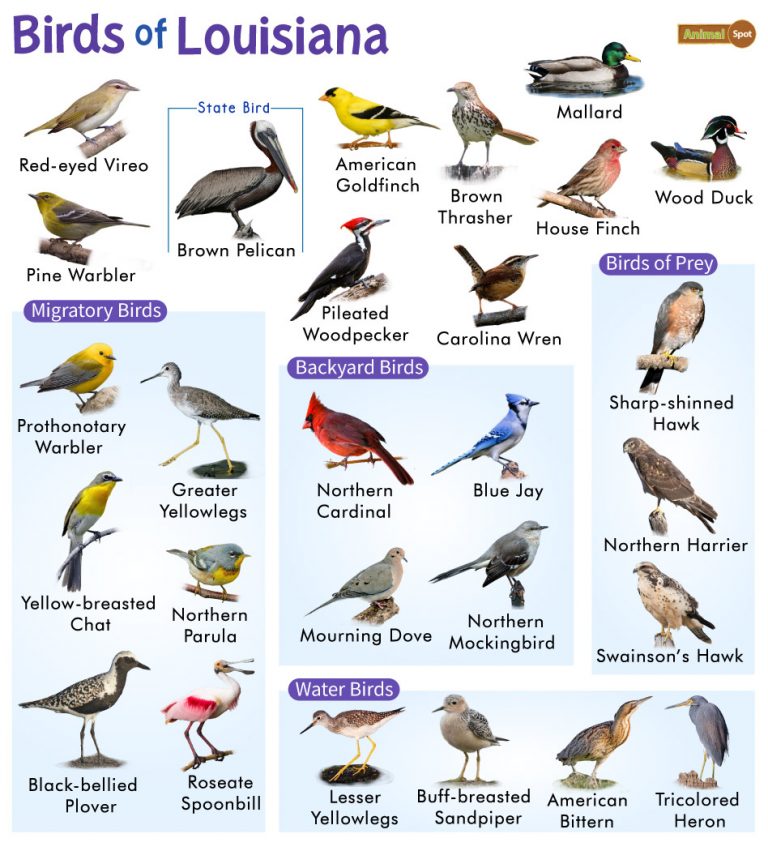 Birds of Louisiana
Animal Spot
Red-eyed Vireo
State Bird
Brown Pelican
American
Goldfinch
Brown
Thrasher
Mallard
House Finch
Wood Duck
Pine Warbler
Pileated
Woodpecker
Carolina Wren
Migratory Birds
Prothonotary
Warbler
Greater
Yellowlegs
Yellow-breasted
Chat
Northern
Parula
Black-bellied
Plover
Roseate
Spoonbill
Backyard Birds
Northern
Cardinal
Blue Jay
Mourning Dove
Northern
Mockingbird
Birds of Prey
Sharp-shinned
Hawk
Northern Harrier
Swainson's Hawk
Water Birds
Lesser
Yellowlegs
Buff-breasted
Sandpiper
American
Bittern
Tricolored
Heron